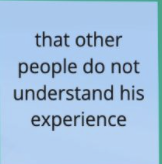 that other
people do not
understand his
experience